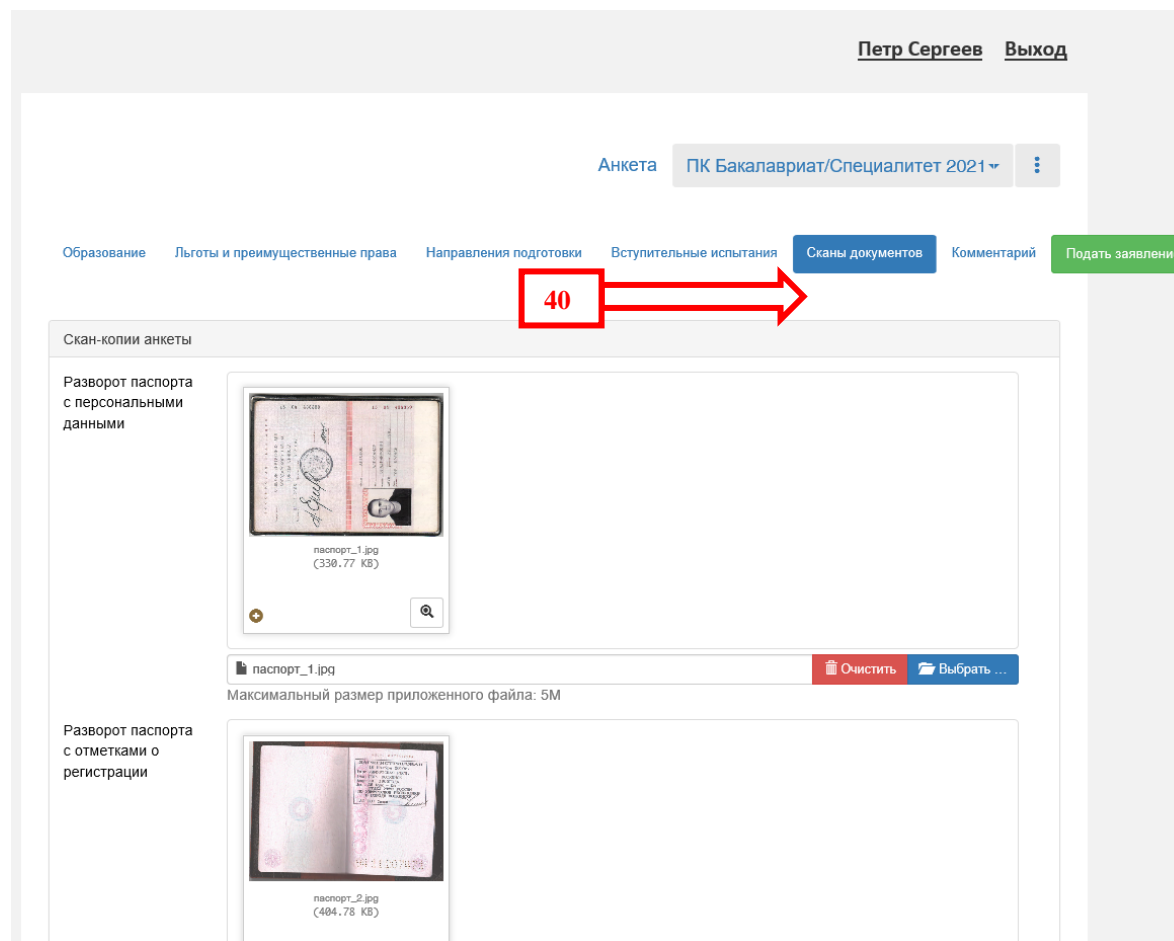 Петр Сергеев Выход
Анкета ПК Бакалавриат/Специалитет 2021
Образование Льготы и преимущественные права Направления подготовки Вступительные испытания Сканы документов Комментарий Подать заявлени
40
Скан-копии анкеты
Разворот паспорта
с персональными
данными
паспорт_1.jpg
(330.77 KB)
паспорт_1.jpg Очистить Выбрать ...
Максимальный размер приложенного файла: 5M
Разворот паспорта
с отметками о
регистрации
паспорт_2.jpg
(404.78 KB)